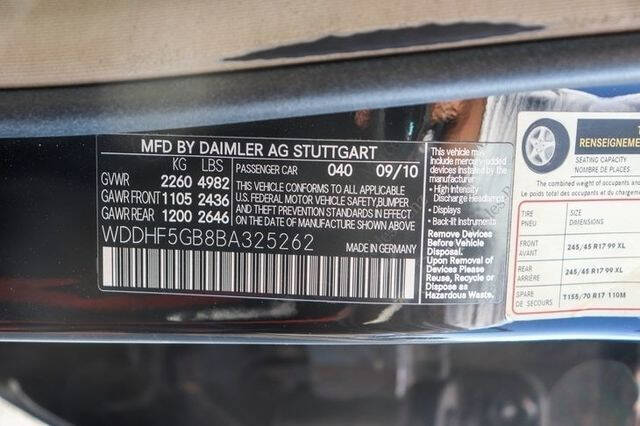 MFD BY DAIMLER AG STUTTGART
KG LBS
PASSENGER CAR 040 09/10
GVWR 2260 4982
GAWR FRONT 1105 2436
GAWR REAR 1200 2646
THIS VEHICLE CONFORMS TO ALL APPLICABLE
U.S. FEDERAL MOTOR VEHICLE SAFETY, BUMPER
AND THEFT PREVENTION STANDARDS IN EFFECT
ON THE DATE OF MANUFACTURE SHOWN ABOVE
WDDHF5GB8BA325262
This vehicle may
include mercury-added
devices installed by the
manufacturer:
- High Intensity
Discharge Headlamps
- Displays
- Back-lit Instruments
Remove Devices
Before Vehicle
Disposal.
Upon Removal of
Devices Please
Reuse, Recycle or
Dispose as
Hazardous Waste.
RENSEIGNEME
SEATING CAPACITY
NOMBRE DE PLACES
TIRE
PNEU
SIZE
DIMENSIONS
AVANT
245/45 R17 99 XL
REAR
ARRIÈRE
245/45 R17 99 XL
SPARE
DE SECOURS
T155/70 R17 110M